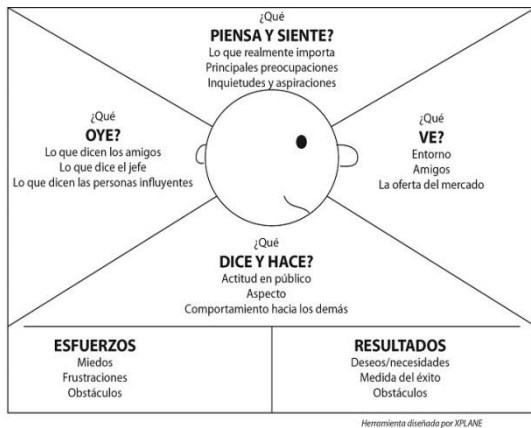 ¿Qué
PIENSA Y SIENTE?
Lo que realmente importa
Principales preocupaciones
Inquietudes y aspiraciones
¿Qué
OYE?
Lo que dicen los amigos
Lo que dice el jefe
Lo que dicen las personas influyentes
¿Qué
VE?
Entorno
Amigos
La oferta del mercado
¿Qué
DICE Y HACE?
Actitud en público
Aspecto
Comportamiento hacia los demás
ESFUERZOS
Miedos
Frustraciones
Obstáculos
RESULTADOS
Deseos/necesidades
Medida del éxito
Obstáculos
Herramienta diseñada por XPLANE